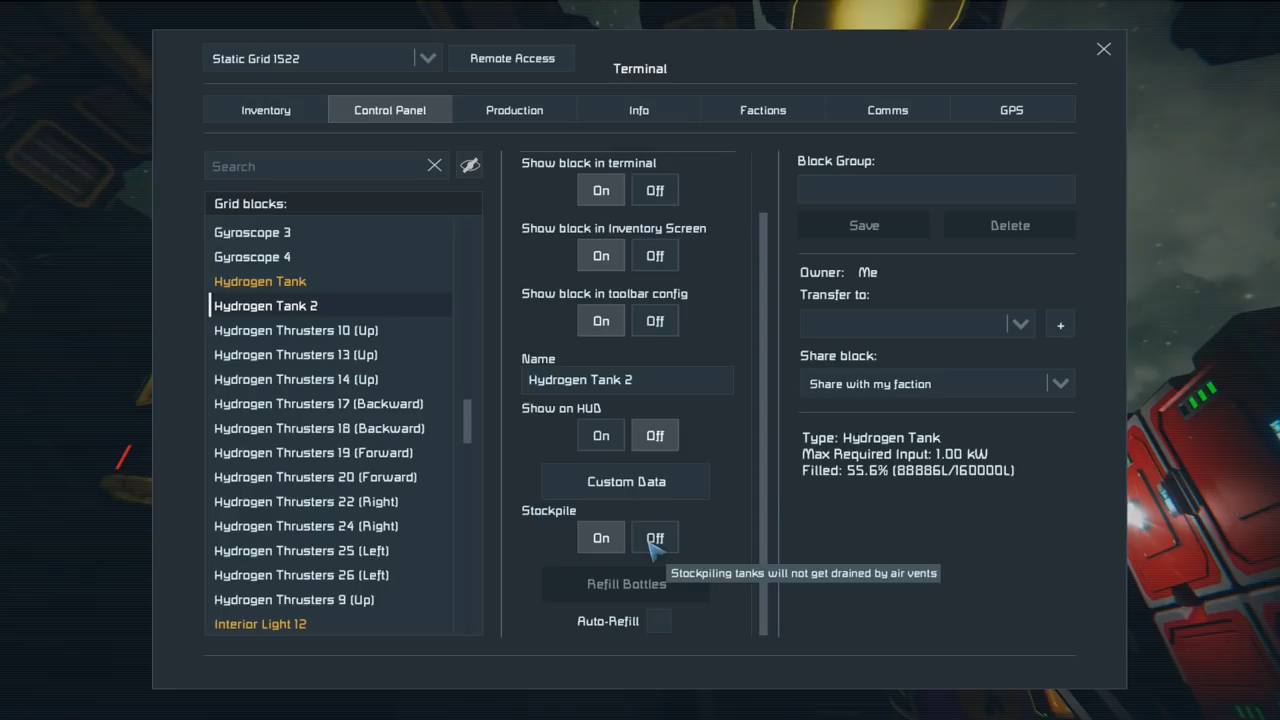 Static Grid 1522
Remote Access
Terminal
Inventory
Control Panel
Production
Info
Factions
Comms
GPS
Search
Grid blocks:
Gyroscope 3
Gyroscope 4
Hydrogen Tank
Hydrogen Tank 2
Hydrogen Thrusters 10 (Up)
Hydrogen Thrusters 13 (Up)
Hydrogen Thrusters 14 (Up)
Hydrogen Thrusters 17 (Backward)
Hydrogen Thrusters 18 (Backward)
Hydrogen Thrusters 19 (Forward)
Hydrogen Thrusters 20 (Forward)
Hydrogen Thrusters 22 (Right)
Hydrogen Thrusters 24 (Right)
Hydrogen Thrusters 25 (Left)
Hydrogen Thrusters 26 (Left)
Hydrogen Thrusters 9 (Up)
Interior Light 12
Show block in terminal
On Off
Show block in Inventory Screen
On Off
Show block in toolbar config
On Off
Name
Hydrogen Tank 2
Show on HUD
On Off
Custom Data
Stockpile
On Off
Stockpiling tanks will not get drained by air vents
Refill Bottles
Auto-Refill
Block Group:
Save
Delete
Owner: Me
Transfer to:
+
Share block:
Share with my faction
Type: Hydrogen Tank
Max Required Input: 1.00 kW
Filled: 55.6% (88886L/160000L)